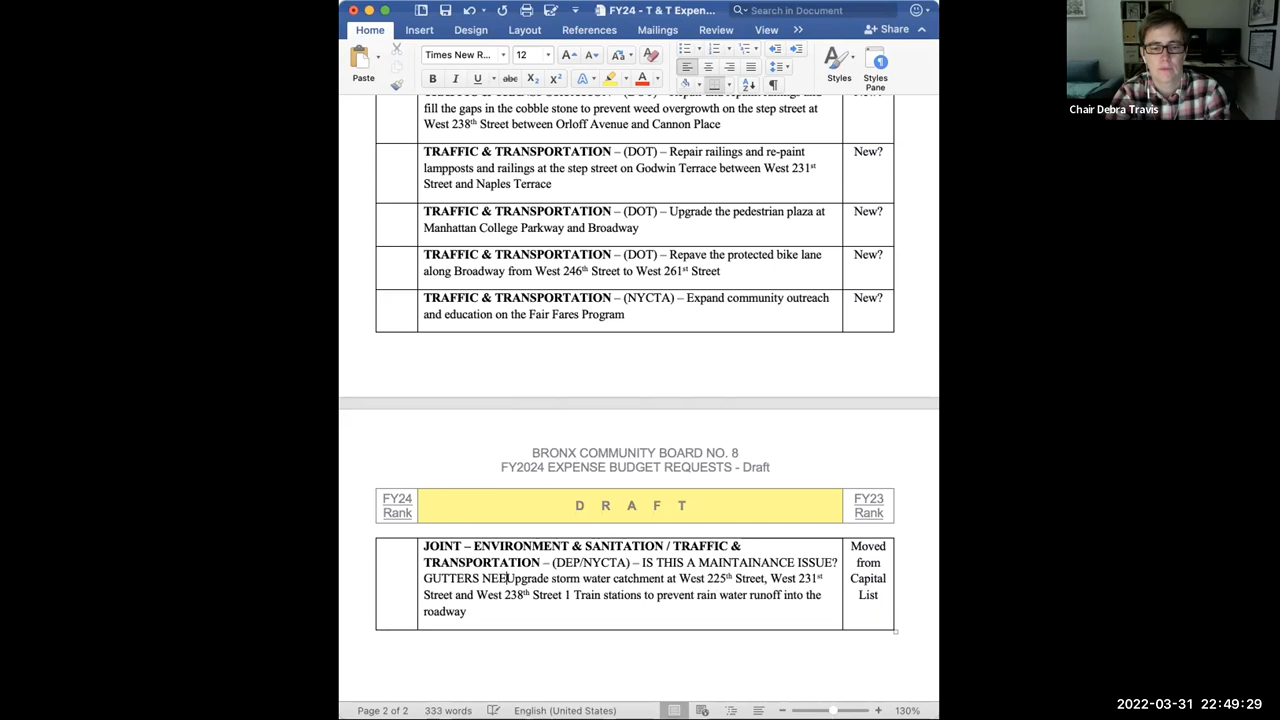 FY24 - T & T Expen...
Search in Document
Home Insert Design Layout References Mailings Review View >> Share
Paste Times New R... 12 Styles Styles Pane
fill the gaps in the cobble stone to prevent weed overgrowth on the step street at
West 238th Street between Orloff Avenue and Cannon Place
TRAFFIC & TRANSPORTATION – (DOT) – Repair railings and re-paint New?
lampposts and railings at the step street on Godwin Terrace between West 231st
Street and Naples Terrace
TRAFFIC & TRANSPORTATION – (DOT) – Upgrade the pedestrian plaza at New?
Manhattan College Parkway and Broadway
TRAFFIC & TRANSPORTATION – (DOT) – Repave the protected bike lane New?
along Broadway from West 246th Street to West 261st Street
TRAFFIC & TRANSPORTATION – (NYCTA) – Expand community outreach New?
and education on the Fair Fares Program
BRONX COMMUNITY BOARD NO. 8
FY2024 EXPENSE BUDGET REQUESTS - Draft
FY24 Rank
D R A F T
FY23 Rank
JOINT – ENVIRONMENT & SANITATION / TRAFFIC & Moved
TRANSPORTATION – (DEP/NYCTA) – IS THIS A MAINTAINANCE ISSUE? from
GUTTERS NEEUpgrade storm water catchment at West 225th Street, West 231st Capital
Street and West 238th Street 1 Train stations to prevent rain water runoff into the List
roadway
Page 2 of 2 333 words English (United States) 130%
Chair Debra Travis
2022-03-31 22:49:29